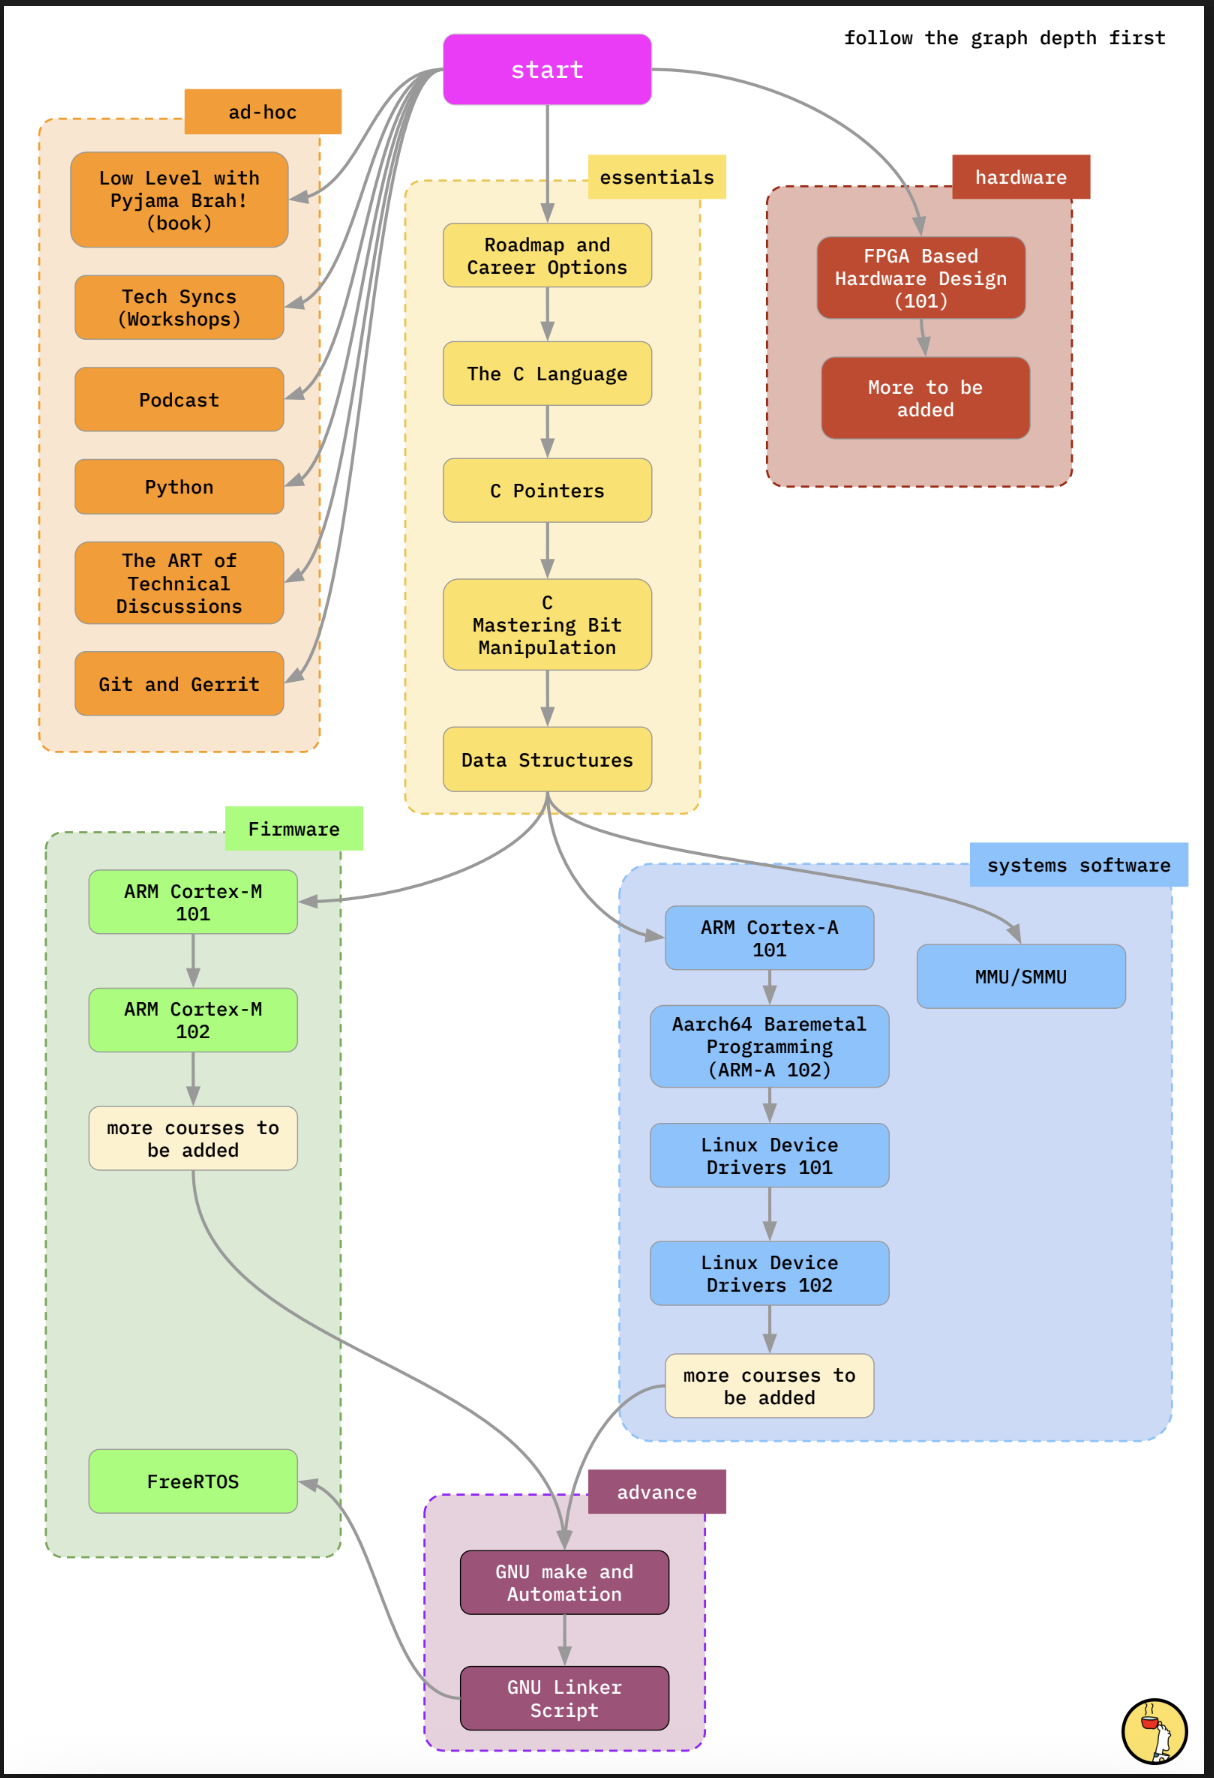 follow the graph depth first
start
ad-hoc
Low Level with
Pyjama Brah!
(book)
Tech Syncs
(Workshops)
Podcast
Python
The ART of
Technical
Discussions
Git and Gerrit
essentials
Roadmap and
Career Options
The C Language
C Pointers
C
Mastering Bit
Manipulation
Data Structures
hardware
FPGA Based
Hardware Design
(101)
More to be
added
Firmware
ARM Cortex-M
101
ARM Cortex-M
102
more courses to
be added
FreeRTOS
systems software
ARM Cortex-A
101
MMU/SMMU
Aarch64 Baremetal
Programming
(ARM-A 102)
Linux Device
Drivers 101
Linux Device
Drivers 102
more courses to
be added
advance
GNU make and
Automation
GNU Linker
Script